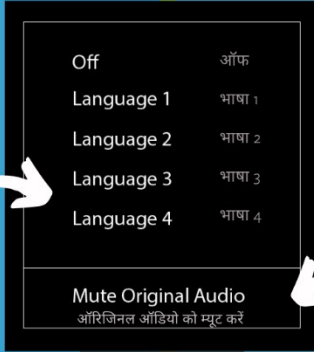 Off ऑफ
Language 1 भाषा 1
Language 2 भाषा 2
Language 3 भाषा 3
Language 4 भाषा 4
Mute Original Audio
ऑरिजिनल ऑडियो को म्यूट करें